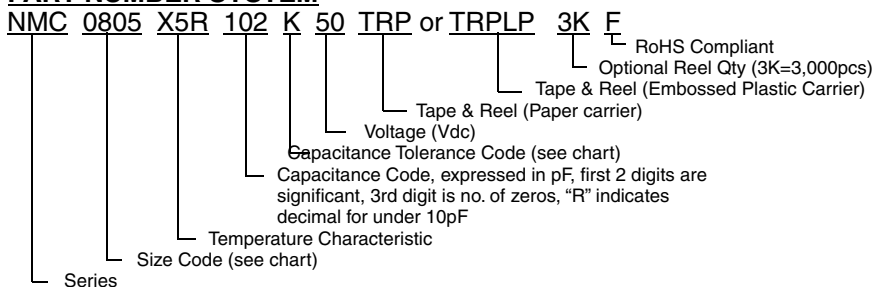 NMC 0805 X5R 102 K 50 TRP or TRPLP 3K F
RoHS Compliant
Optional Reel Qty (3K=3,000pcs)
Tape & Reel (Embossed Plastic Carrier)
Tape & Reel (Paper carrier)
Voltage (Vdc)
Capacitance Tolerance Code (see chart)
Capacitance Code, expressed in pF, first 2 digits are
significant, 3rd digit is no. of zeros, “R” indicates
decimal for under 10pF
Temperature Characteristic
Size Code (see chart)
Series